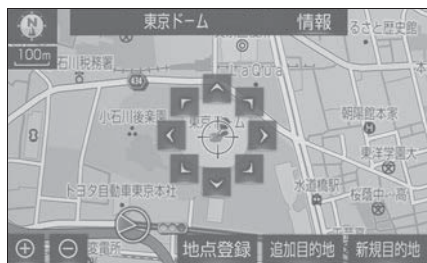 東京ドーム 情報
るさと歴史館
100m
石川税務署
LaQua
434
小石川後楽園
朝陽館本家
東京ドーム
東洋学園大
トヨタ自動車東京本社
水道橋駅
桜蔭中・高
変電所
地点登録 追加目的地 新規目的地